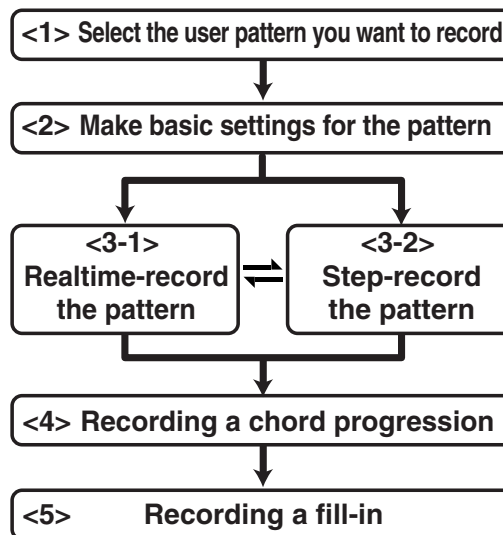 <1> Select the user pattern you want to record
<2> Make basic settings for the pattern
<3-1>
Realtime-record
the pattern
<3-2>
Step-record
the pattern
<4> Recording a chord progression
<5> Recording a fill-in